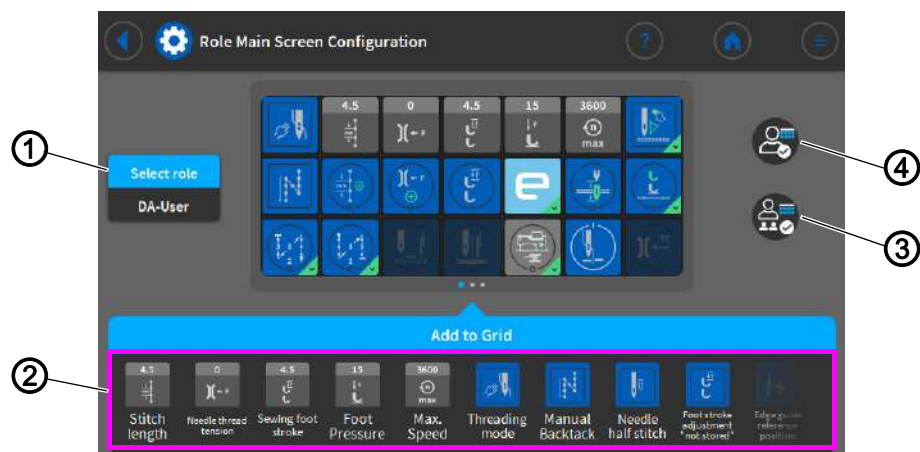 Role Main Screen Configuration
?
4.5 0 4.5 15 3600
F F
n
max
1
Select role
DA-User
4
3
F
e
F
Add to Grid
2
4.5 0 4.5 15 3600
F F
n
max
Stitch length
Needle thread tension
Sewing foot stroke
Foot Pressure
Max. Speed
Threading mode
Manual Backtack
Needle half stitch
Foot stroke adjustment "not stored"
Edge guide reference position